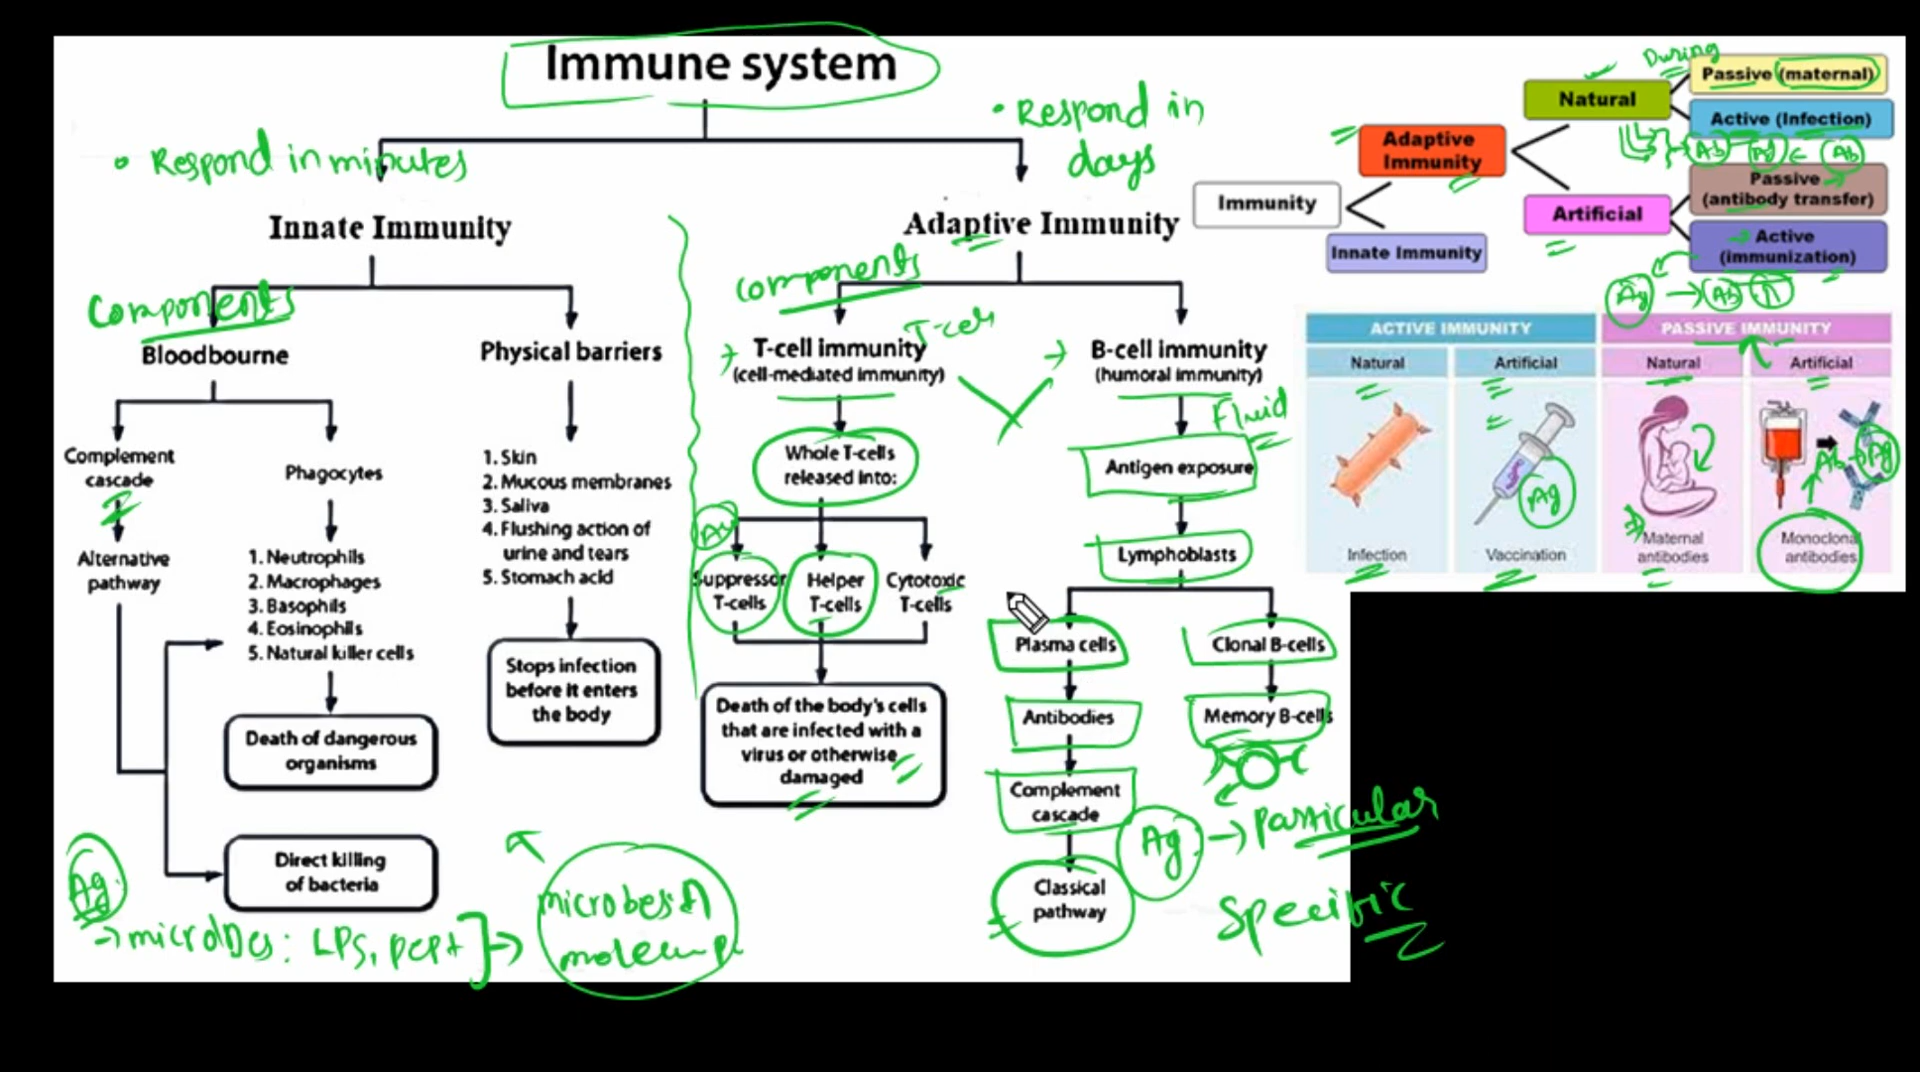 Immune system
• Respond in minutes
• Respond in
days
Innate Immunity
Adaptive Immunity
Components
Components
Bloodbourne
Physical barriers
T-cell immunity
(cell-mediated immunity)
B-cell immunity
(humoral immunity)
Fluid
Complement
cascade
Phagocytes
Alternative
pathway
1. Neutrophils
2. Macrophages
3. Basophils
4. Eosinophils
5. Natural killer cells
Death of dangerous
organisms
Direct killing
of bacteria
1. Skin
2. Mucous membranes
3. Saliva
4. Flushing action of
urine and tears
5. Stomach acid
Stops infection
before it enters
the body
Whole T-cells
released into:
Suppressor
T-cells
Helper
T-cells
Cytotoxic
T-cells
Death of the body's cells
that are infected with a
virus or otherwise
damaged
Antigen exposure
Lymphoblasts
Plasma cells
Clonal B-cells
Antibodies
Memory B-cells
Complement
cascade
Classical
pathway
Ag → Particular
Specific
Ag
→ microbes: LPS, pept
Immunity
Adaptive
Immunity
Innate Immunity
Natural
Artificial
During
Passive (maternal)
Active (Infection)
Ab Ag ← Ab
Passive
(antibody transfer)
Active
(immunization)
Ag → Ab
ACTIVE IMMUNITY
PASSIVE IMMUNITY
Natural
Artificial
Natural
Artificial
Ag
Ab → Ag
Infection
Vaccination
Maternal
antibodies
Monoclonal
antibodies